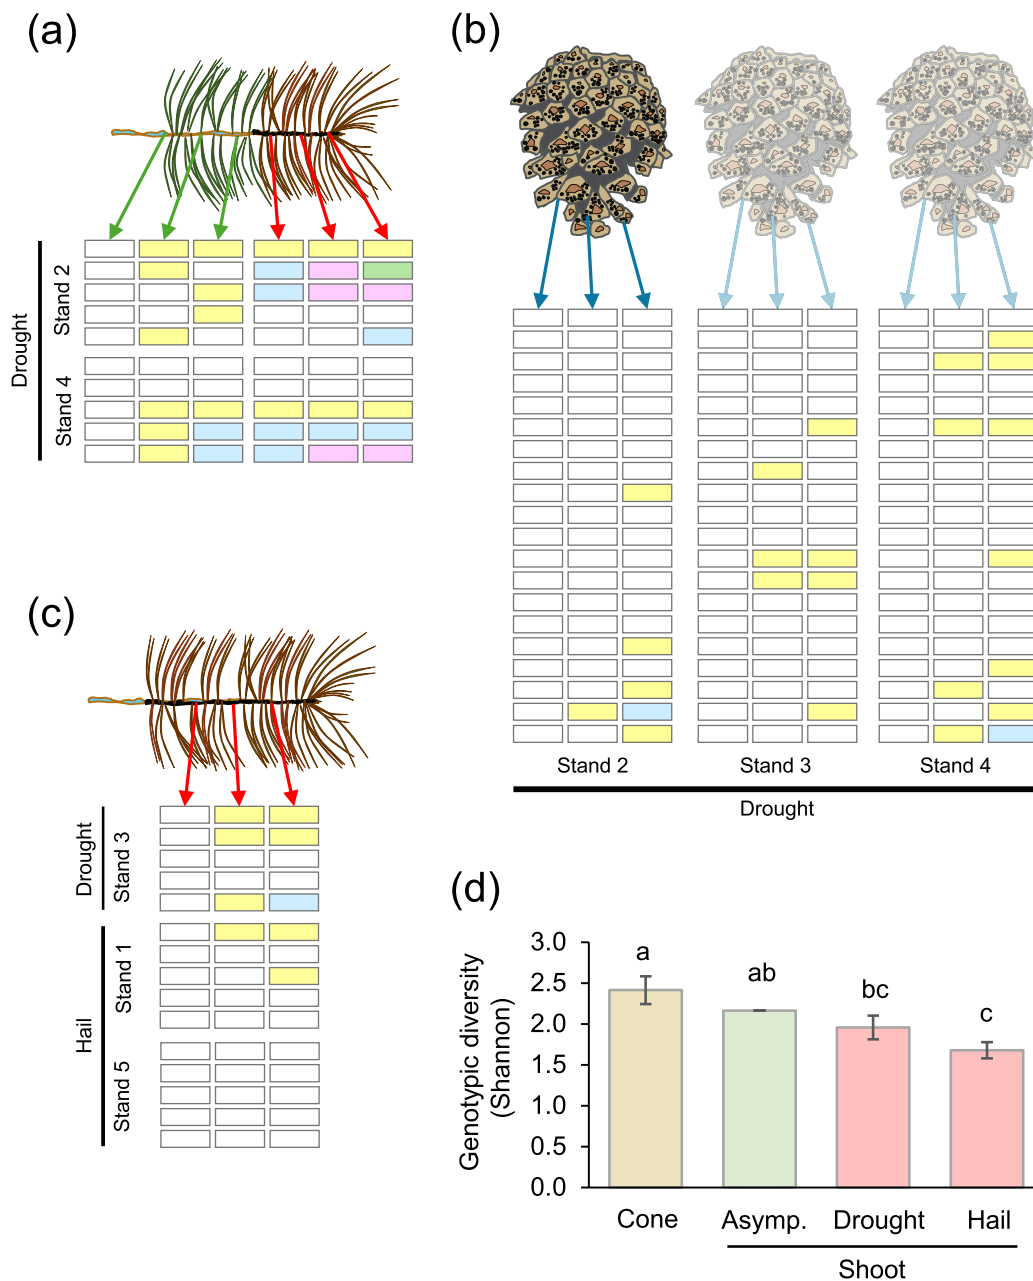 (a)
Drought
Stand 2
Stand 4
(b)
Stand 2
Stand 3
Stand 4
Drought
(c)
Drought
Stand 3
Hail
Stand 1
Stand 5
(d)
Genotypic diversity
(Shannon)
3.0
2.5
2.0
1.5
1.0
0.5
0.0
a
ab
bc
c
Cone
Asymp.
Drought
Hail
Shoot